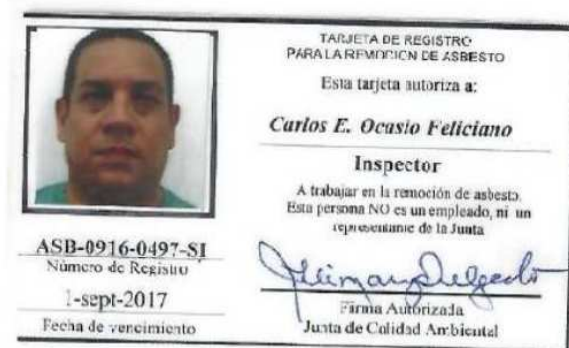 TARJETA DE REGISTRO
PARA LA REMOCION DE ASBESTO
Esta tarjeta autoriza a:
Carlos E. Ocasio Feliciano
Inspector
A trabajar en la remoción de asbesto.
Esta persona NO es un empleado, ni un
representante de la Junta
ASB-0916-0497-SI
Número de Registro
1-sept-2017
Fecha de vencimiento
Firma Autorizada
Junta de Calidad Ambiental